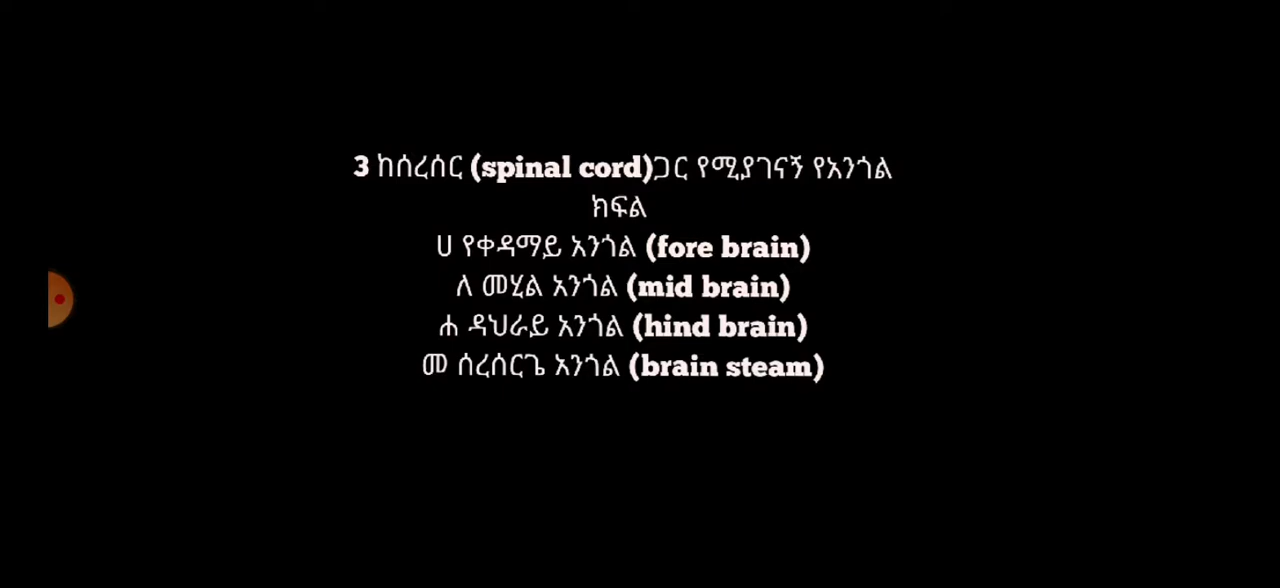 3 ከሰረሰር (spinal cord)ጋር የሚያገናኝ የአንጎል
ክፍል
ሀ የቀዳማይ አንጎል (fore brain)
ለ መሂል አንጎል (mid brain)
ሐ ዳህራይ አንጎል (hind brain)
መ ሰረሰርጌ አንጎል (brain steam)